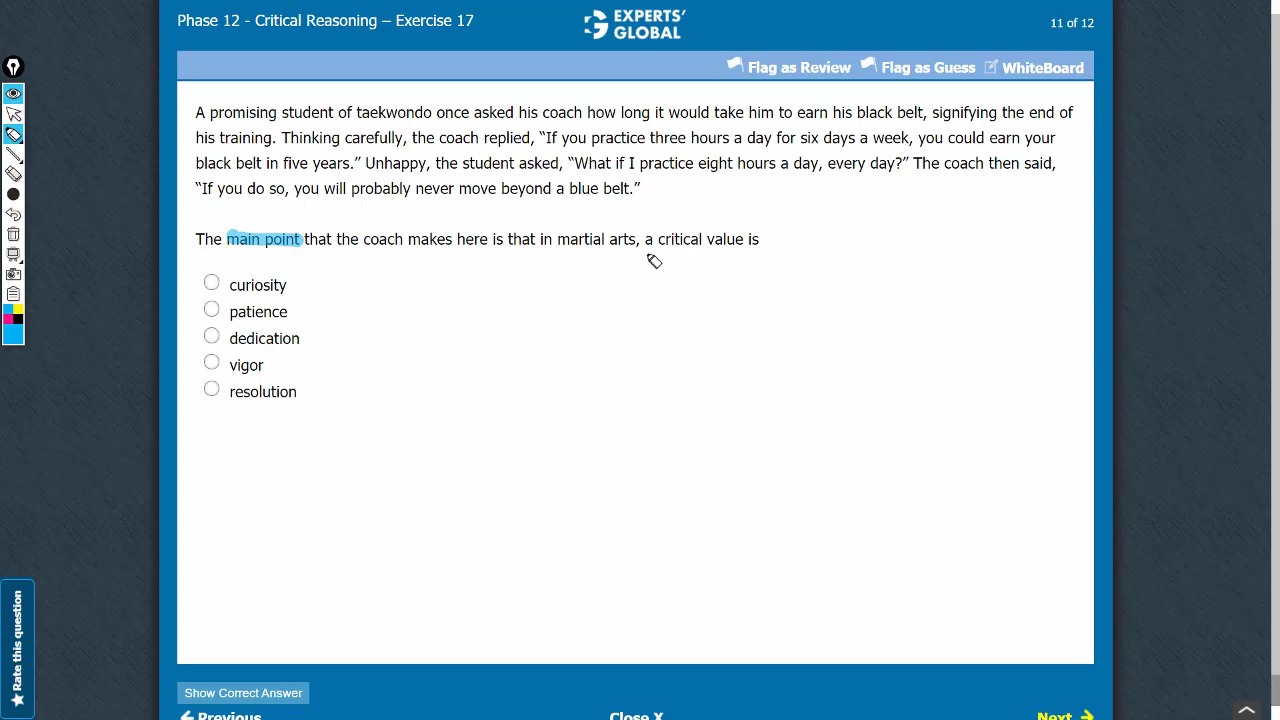 Phase 12 - Critical Reasoning – Exercise 17
EXPERTS'
GLOBAL
11 of 12
Flag as Review
Flag as Guess
WhiteBoard
A promising student of taekwondo once asked his coach how long it would take him to earn his black belt, signifying the end of
his training. Thinking carefully, the coach replied, “If you practice three hours a day for six days a week, you could earn your
black belt in five years.” Unhappy, the student asked, “What if I practice eight hours a day, every day?” The coach then said,
“If you do so, you will probably never move beyond a blue belt.”
The main point that the coach makes here is that in martial arts, a critical value is
curiosity
patience
dedication
vigor
resolution
Rate this question
Show Correct Answer
Previous
Close X
Next